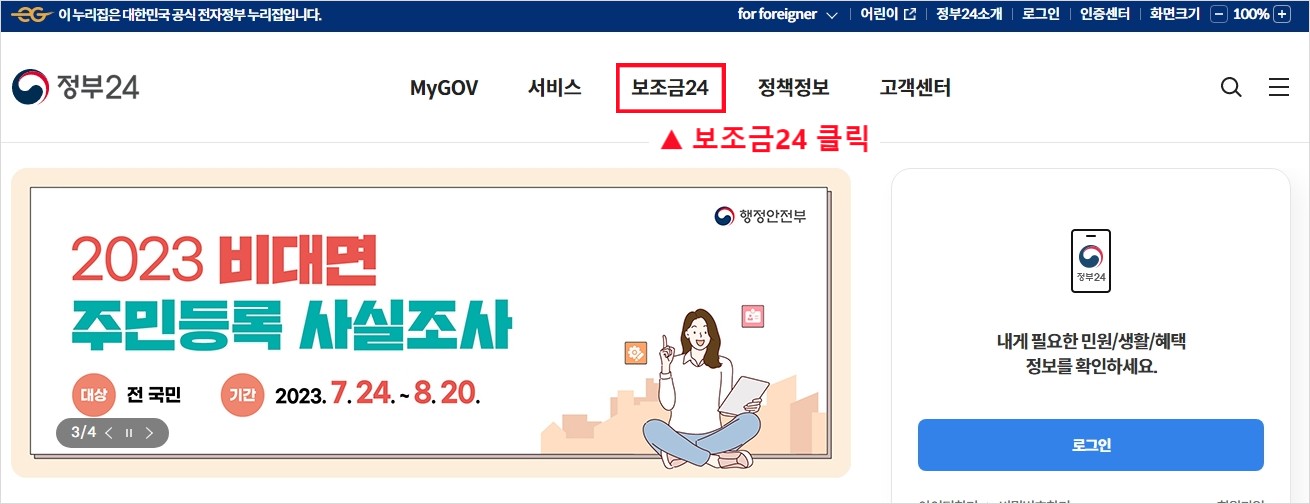 이 누리집은 대한민국 공식 전자정부 누리집입니다.
for foreigner
어린이
정부24소개
로그인
인증센터
화면크기
100%
정부24
MyGOV
서비스
보조금24
정책정보
고객센터
▲ 보조금24 클릭
행정안전부
2023 비대면
주민등록 사실조사
대상 전 국민 기간 2023. 7. 24. ~ 8. 20.
3/4
정부24
내게 필요한 민원/생활/혜택
정보를 확인하세요.
로그인